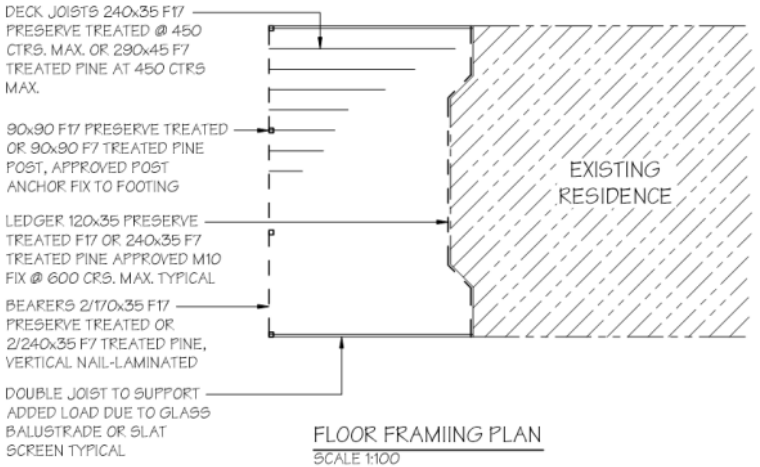 DECK JOISTS 240x35 F17
PRESERVE TREATED @ 450
CTRS. MAX. OR 290x45 F7
TREATED PINE AT 450 CTRS
MAX.
90x90 F17 PRESERVE TREATED
OR 90x90 F7 TREATED PINE
POST, APPROVED POST
ANCHOR FIX TO FOOTING
LEDGER 120x35 PRESERVE
TREATED F17 OR 240x35 F7
TREATED PINE APPROVED M10
FIX @ 600 CRS. MAX. TYPICAL
BEARERS 2/170x35 F17
PRESERVE TREATED OR
2/240x35 F7 TREATED PINE,
VERTICAL NAIL-LAMINATED
DOUBLE JOIST TO SUPPORT
ADDED LOAD DUE TO GLASS
BALUSTRADE OR SLAT
SCREEN TYPICAL
EXISTING
RESIDENCE
FLOOR FRAMIING PLAN
SCALE 1:100